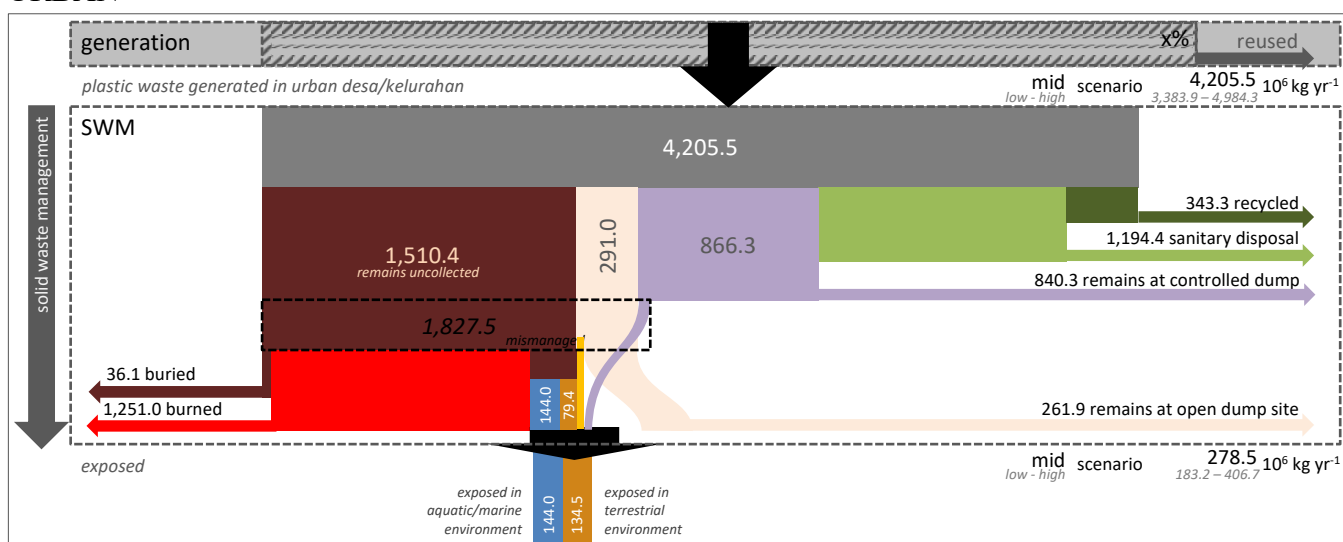 generation
x%
reused
plastic waste generated in urban desa/kelurahan
mid scenario 4,205.5 10⁶ kg yr⁻¹
low - high 3,383.9 – 4,984.3
solid waste management
SWM
4,205.5
1,510.4
remains uncollected
291.0
866.3
343.3 recycled
1,194.4 sanitary disposal
840.3 remains at controlled dump
1,827.5
mismanaged
36.1 buried
1,251.0 burned
144.0
79.4
261.9 remains at open dump site
exposed
mid scenario 278.5 10⁶ kg yr⁻¹
low - high 183.2 – 406.7
exposed in
aquatic/marine
environment
144.0
134.5
exposed in
terrestrial
environment